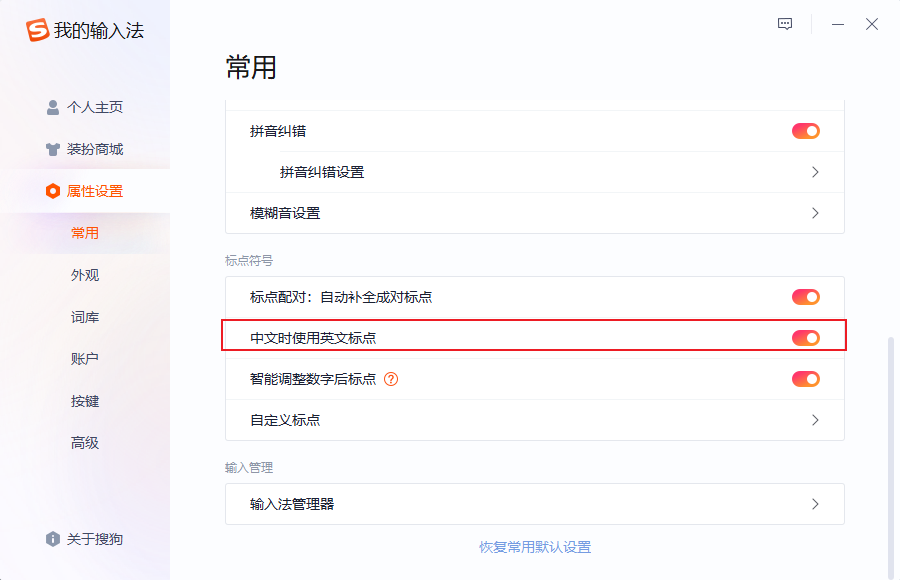 我的输入法
个人主页
装扮商城
属性设置
常用
外观
词库
账户
按键
高级
关于搜狗
常用
拼音纠错
拼音纠错设置
模糊音设置
标点符号
标点配对：自动补全成对标点
中文时使用英文标点
智能调整数字后标点 ?
自定义标点
输入管理
输入法管理器
恢复常用默认设置